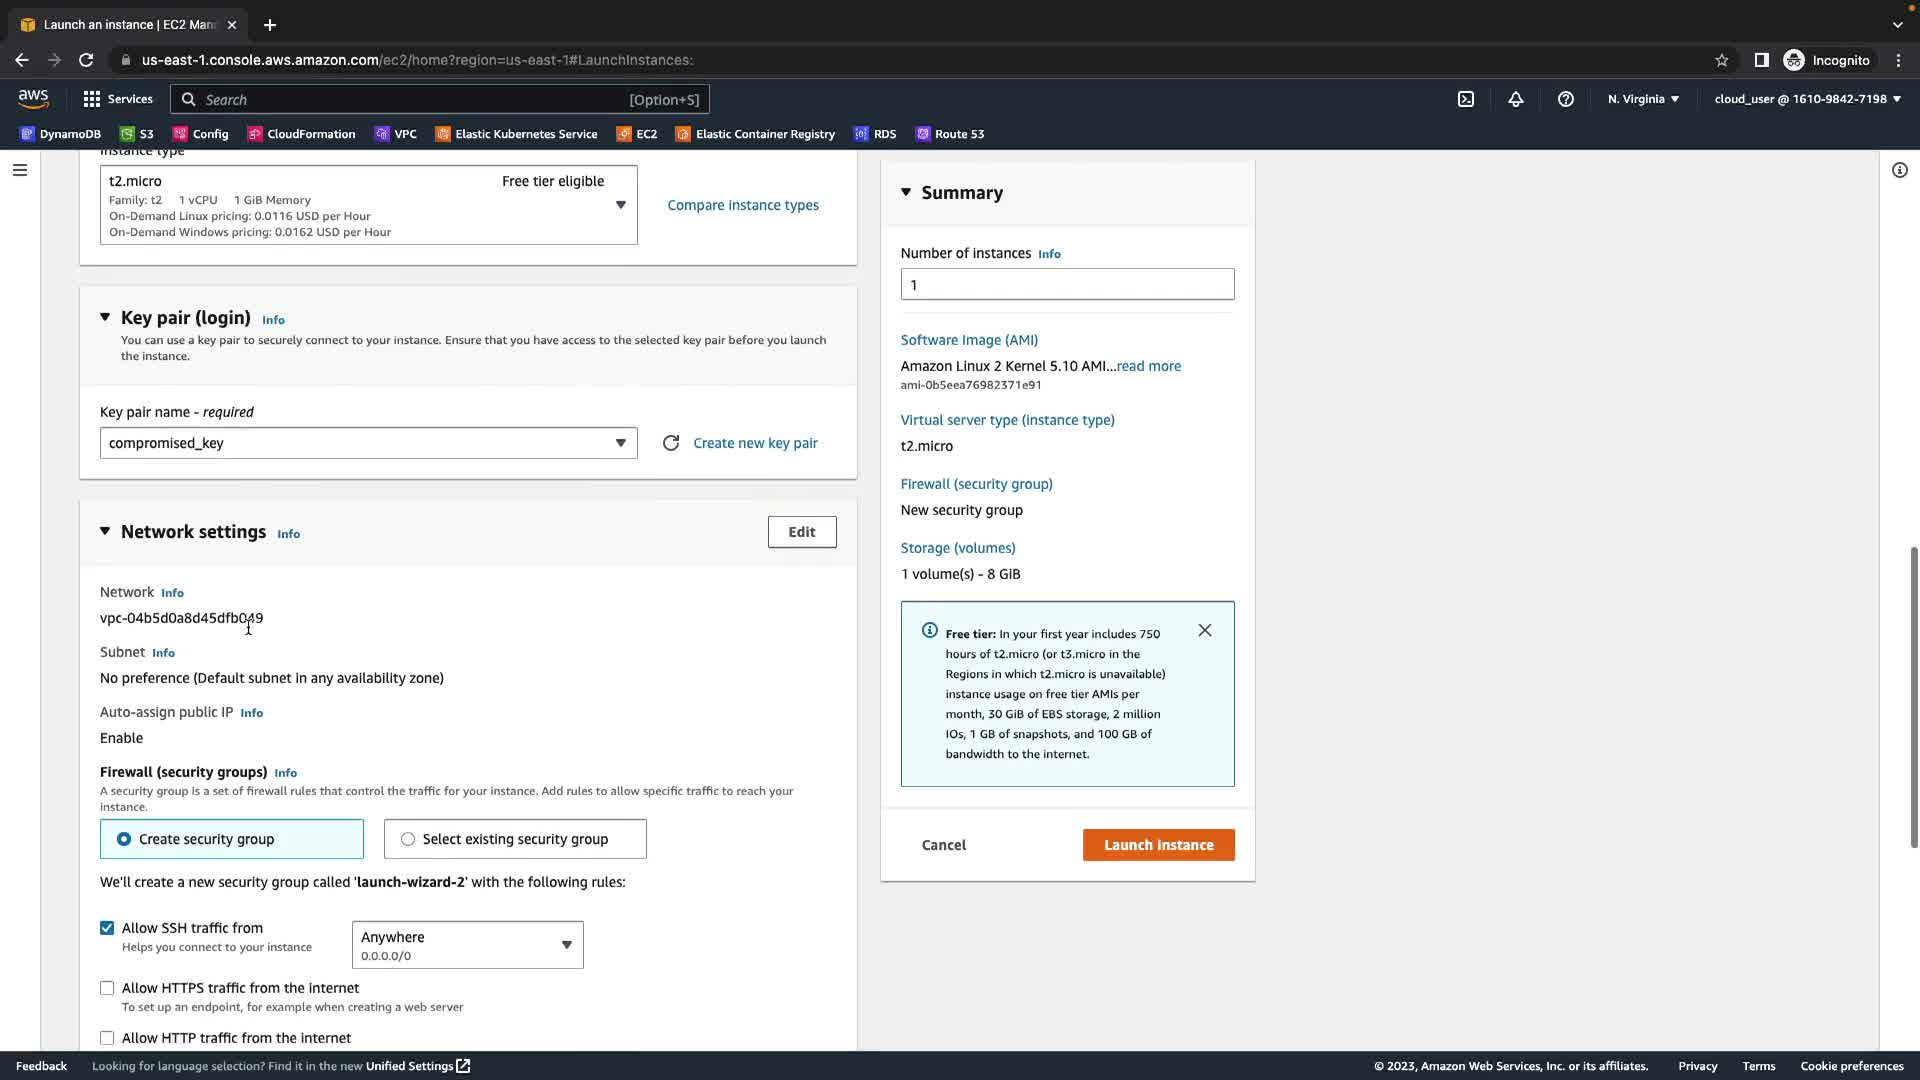 Launch an instance | EC2 Man
us-east-1.console.aws.amazon.com/ec2/home?region=us-east-1#LaunchInstances:
Incognito
aws
Services
Search
[Option+S]
N. Virginia
cloud_user @ 1610-9842-7198
DynamoDB
S3
Config
CloudFormation
VPC
Elastic Kubernetes Service
EC2
Elastic Container Registry
RDS
Route 53
Instance type
t2.micro
Free tier eligible
Family: t2 1 vCPU 1 GiB Memory
On-Demand Linux pricing: 0.0116 USD per Hour
On-Demand Windows pricing: 0.0162 USD per Hour
Compare instance types
Key pair (login) Info
You can use a key pair to securely connect to your instance. Ensure that you have access to the selected key pair before you launch
the instance.
Key pair name - required
compromised_key
Create new key pair
Network settings Info
Edit
Network Info
vpc-04b5d0a8d45dfb049
Subnet Info
No preference (Default subnet in any availability zone)
Auto-assign public IP Info
Enable
Firewall (security groups) Info
A security group is a set of firewall rules that control the traffic for your instance. Add rules to allow specific traffic to reach your
instance.
Create security group
Select existing security group
We'll create a new security group called 'launch-wizard-2' with the following rules:
Allow SSH traffic from
Helps you connect to your instance
Anywhere
0.0.0.0/0
Allow HTTPS traffic from the internet
To set up an endpoint, for example when creating a web server
Allow HTTP traffic from the internet
Summary
Number of instances Info
1
Software Image (AMI)
Amazon Linux 2 Kernel 5.10 AMI...read more
ami-0b5eea76982371e91
Virtual server type (instance type)
t2.micro
Firewall (security group)
New security group
Storage (volumes)
1 volume(s) - 8 GiB
Free tier: In your first year includes 750
hours of t2.micro (or t3.micro in the
Regions in which t2.micro is unavailable)
instance usage on free tier AMIs per
month, 30 GiB of EBS storage, 2 million
IOs, 1 GB of snapshots, and 100 GB of
bandwidth to the internet.
Cancel
Launch instance
Feedback
Looking for language selection? Find it in the new Unified Settings
© 2023, Amazon Web Services, Inc. or its affiliates.
Privacy
Terms
Cookie preferences